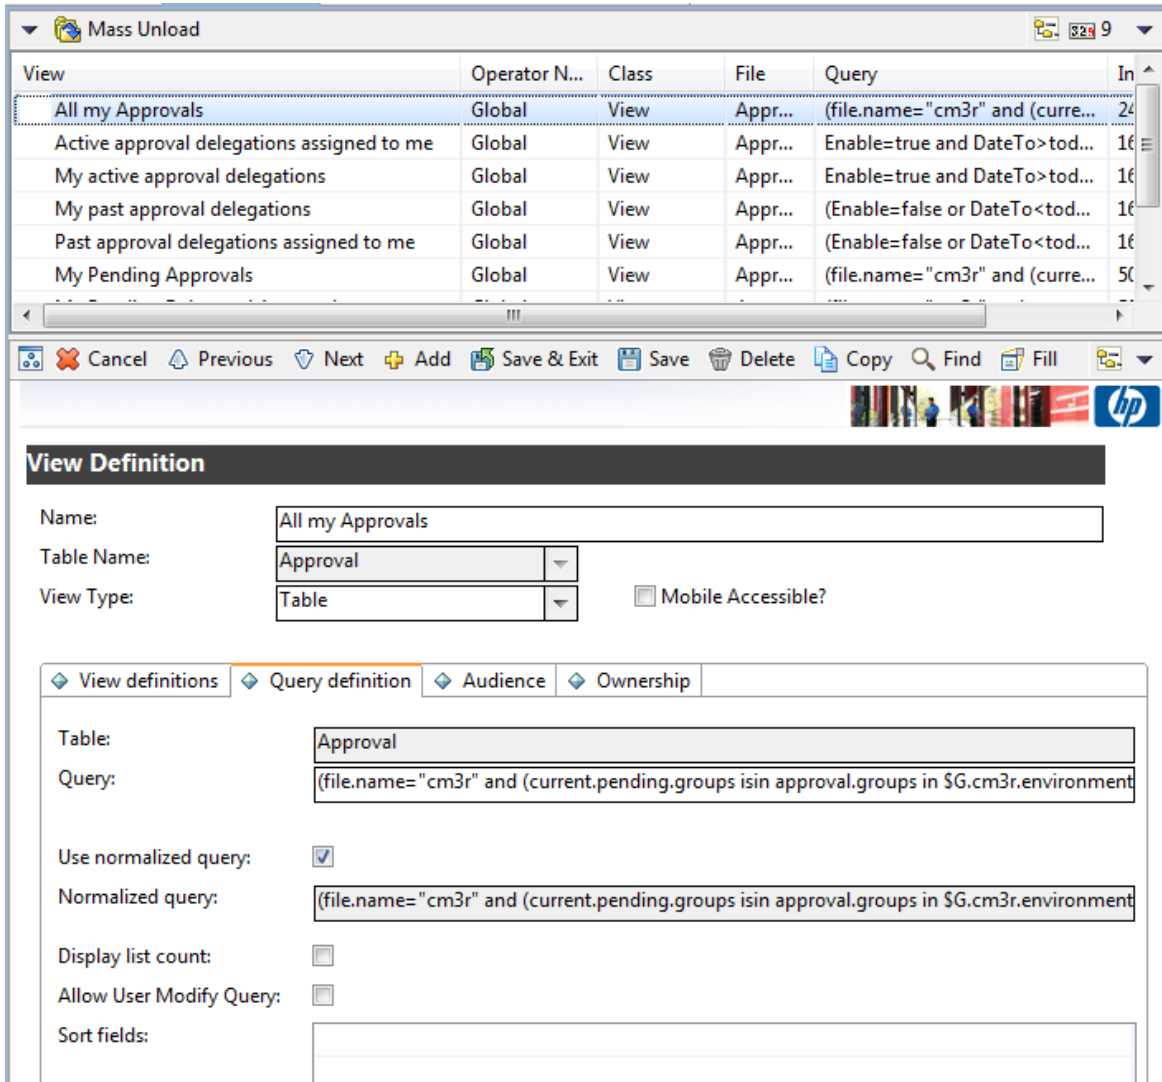 Mass Unload 9
View Operator N... Class File Query In
All my Approvals Global View Appr... (file.name="cm3r" and (curre... 24
Active approval delegations assigned to me Global View Appr... Enable=true and DateTo>tod... 16
My active approval delegations Global View Appr... Enable=true and DateTo>tod... 16
My past approval delegations Global View Appr... (Enable=false or DateTo<tod... 16
Past approval delegations assigned to me Global View Appr... (Enable=false or DateTo<tod... 16
My Pending Approvals Global View Appr... (file.name="cm3r" and (curre... 50
Cancel Previous Next Add Save & Exit Save Delete Copy Find Fill
hp
View Definition
Name: All my Approvals
Table Name: Approval
View Type: Table Mobile Accessible?
View definitions Query definition Audience Ownership
Table: Approval
Query: (file.name="cm3r" and (current.pending.groups isin approval.groups in $G.cm3r.environment
Use normalized query:
Normalized query: (file.name="cm3r" and (current.pending.groups isin approval.groups in $G.cm3r.environment
Display list count:
Allow User Modify Query:
Sort fields: